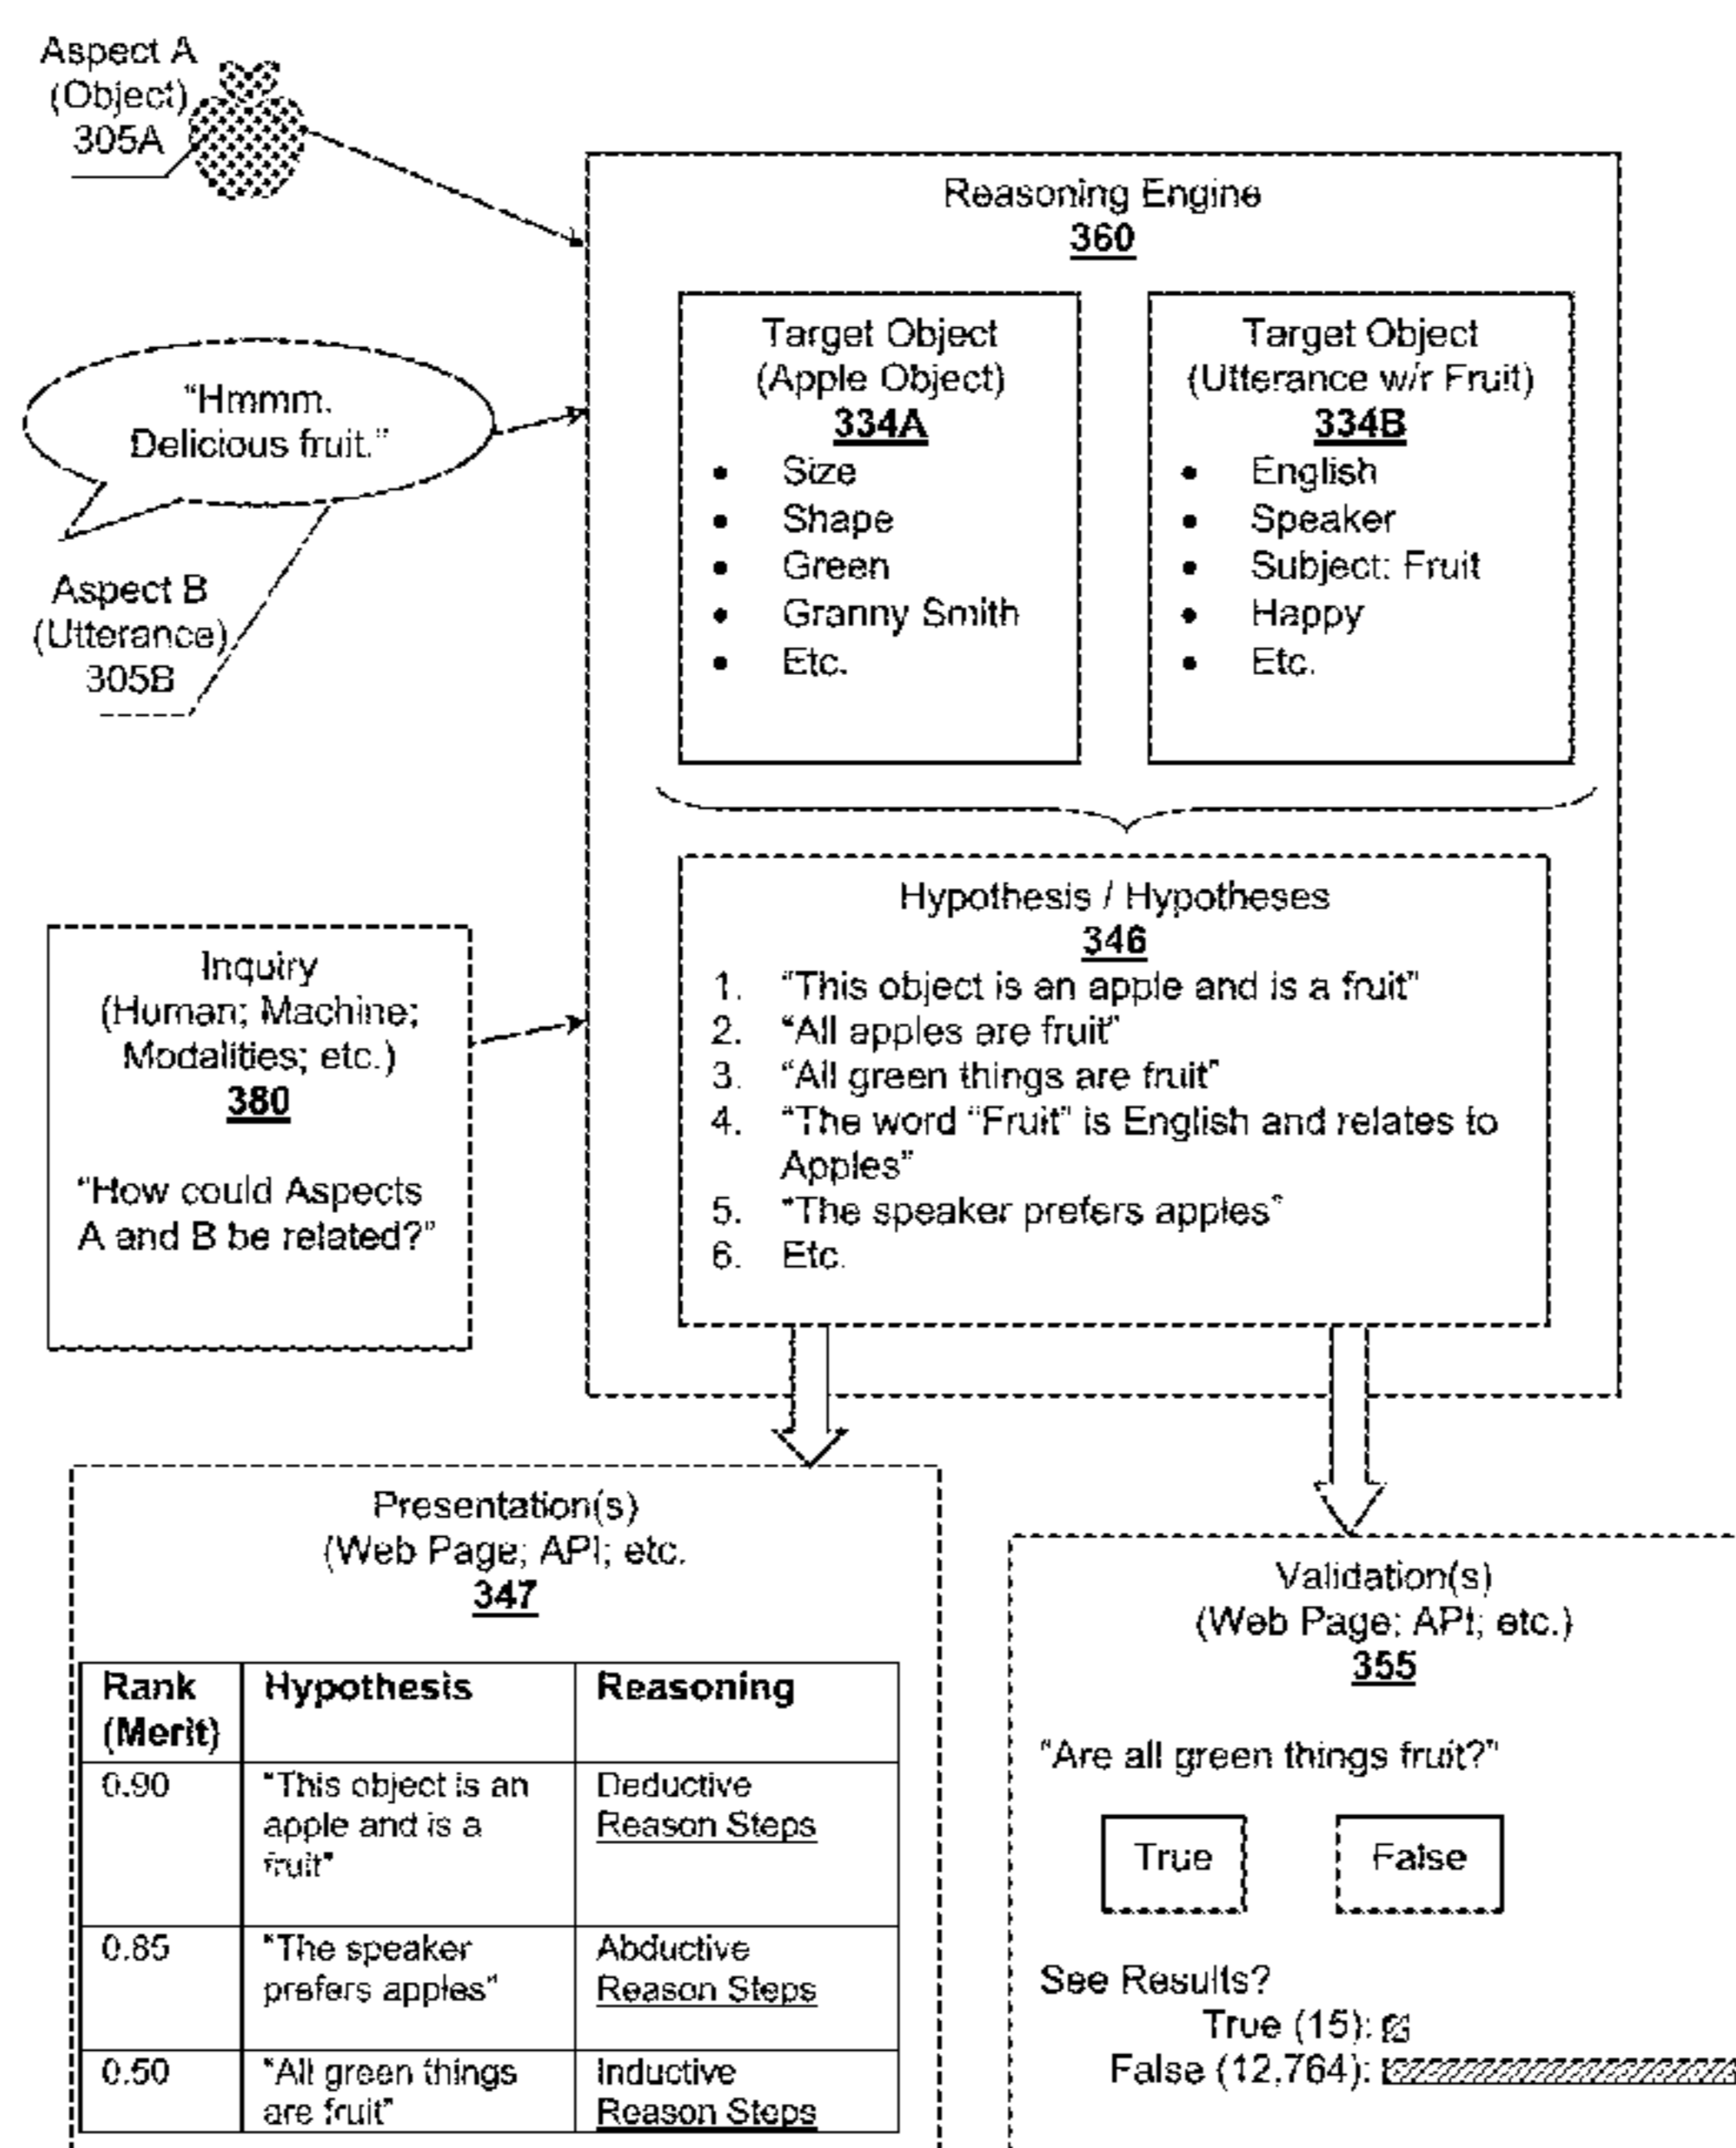 Aspect A
(Object)
305A
Reasoning Engine
360
Target Object
(Apple Object)
334A
• Size
• Shape
• Green
• Granny Smith
• Etc.
Target Object
(Utterance w/r Fruit)
334B
• English
• Speaker
• Subject: Fruit
• Happy
• Etc.
“Hmmm.
Delicious fruit.”
Aspect B
(Utterance)
305B
Hypothesis / Hypotheses
346
1. “This object is an apple and is a fruit”
2. “All apples are fruit”
3. “All green things are fruit”
4. “The word “Fruit” is English and relates to
Apples”
5. “The speaker prefers apples”
6. Etc.
Inquiry
(Human; Machine;
Modalities; etc.)
380
“How could Aspects
A and B be related?”
Presentation(s)
(Web Page; API; etc.
347
Rank
(Merit)
Hypothesis
Reasoning
0.90
“This object is an
apple and is a
fruit”
Deductive
Reason Steps
0.85
“The speaker
prefers apples”
Abductive
Reason Steps
0.50
“All green things
are fruit”
Inductive
Reason Steps
Validation(s)
(Web Page; API; etc.)
355
“Are all green things fruit?”
True
False
See Results?
True (15):
False (12,764):